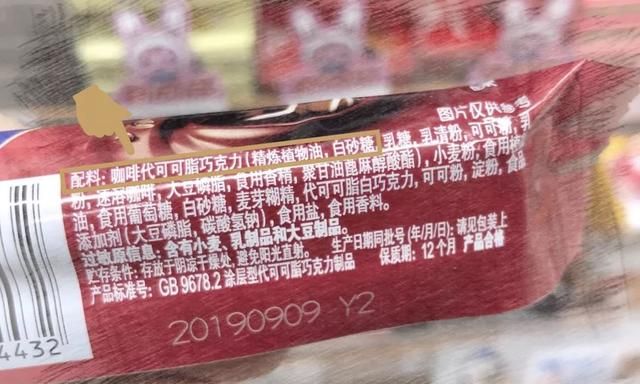 图片仅供参考
配料: 咖啡代可可脂巧克力(精炼植物油, 白砂糖, 乳糖, 乳清粉, 可可粉, 乳
粉, 速溶咖啡, 大豆磷脂, 食用香精, 聚甘油蓖麻醇酸酯), 小麦粉, 食用
油, 食用葡萄糖, 白砂糖, 麦芽糊精, 代可可脂白巧克力, 可可粉, 淀粉, 食品
添加剂(大豆磷脂, 碳酸氢钠), 食用盐, 食用香料。
过敏原信息: 含有小麦、乳制品和大豆制品。 生产日期同批号 (年/月/日): 请见包装上
贮存条件: 存放于阴凉干燥处, 避免阳光直射。 保质期: 12个月 产品合格
产品标准号: GB 9678.2 涂层型代可可脂巧克力制品
20190909 Y2
4432